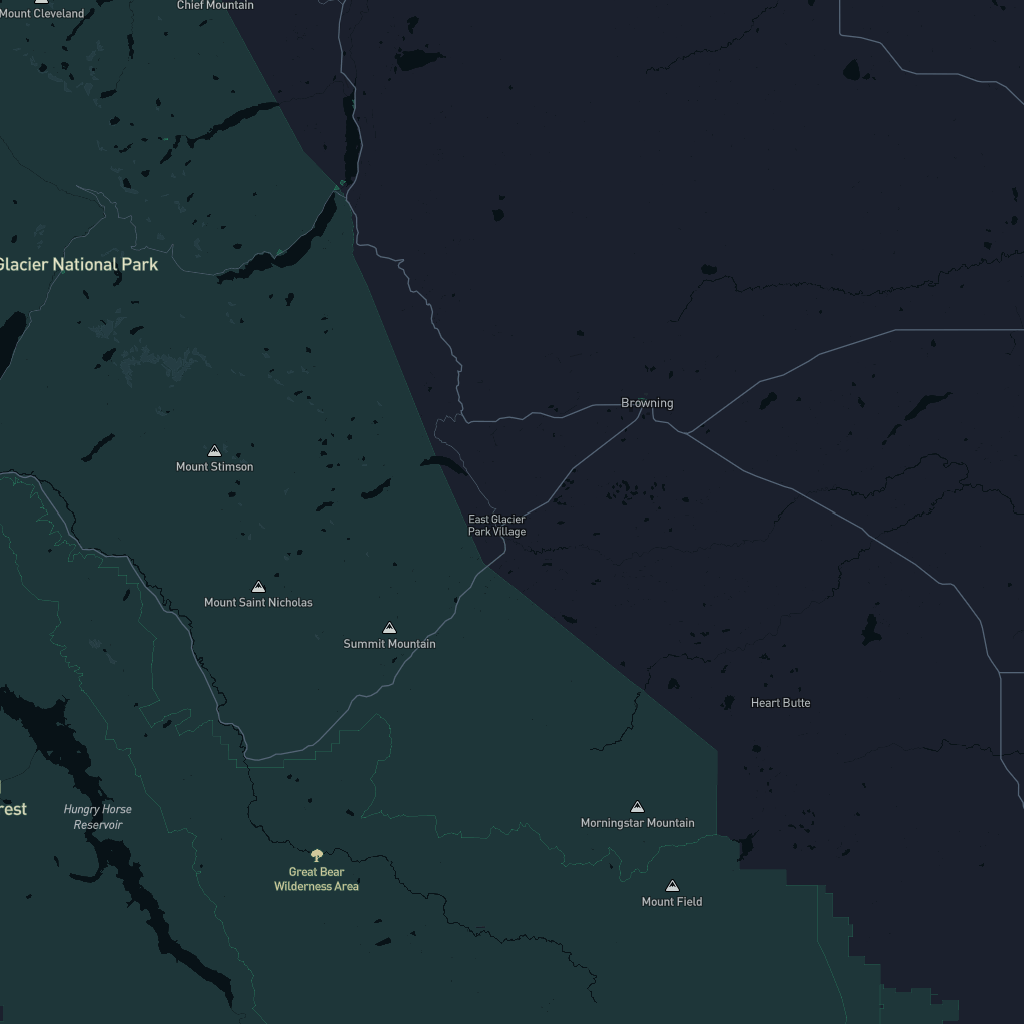 Chief Mountain
Mount Cleveland
Glacier National Park
Browning
Mount Stimson
East Glacier
Park Village
Mount Saint Nicholas
Summit Mountain
Heart Butte
rest
Hungry Horse
Reservoir
Morningstar Mountain
Great Bear
Wilderness Area
Mount Field